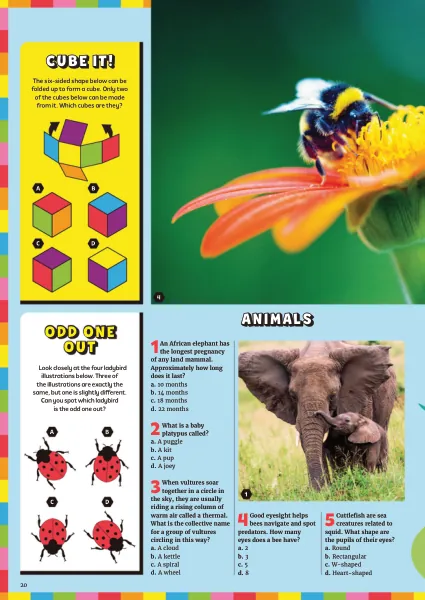 CUBE IT!
The six-sided shape below can be
folded up to form a cube. Only two
of the cubes below can be made
from it. Which cubes are they?
A
B
C
D
4
ODD ONE
OUT
Look closely at the four ladybird
illustrations below. Three of
the illustrations are exactly the
same, but one is slightly different.
Can you spot which ladybird
is the odd one out?
A
B
C
D
20
ANIMALS
1 An African elephant has
the longest pregnancy
of any land mammal.
Approximately how long
does it last?
a. 10 months
b. 14 months
c. 18 months
d. 22 months
2 What is a baby
platypus called?
a. A puggle
b. A kit
c. A pup
d. A joey
3 When vultures soar
together in a circle in
the sky, they are usually
riding a rising column of
warm air called a thermal.
What is the collective name
for a group of vultures
circling in this way?
a. A cloud
b. A kettle
c. A spiral
d. A wheel
1
4 Good eyesight helps
bees navigate and spot
predators. How many
eyes does a bee have?
a. 2
b. 3
c. 5
d. 8
5 Cuttlefish are sea
creatures related to
squid. What shape are
the pupils of their eyes?
a. Round
b. Rectangular
c. W-shaped
d. Heart-shaped